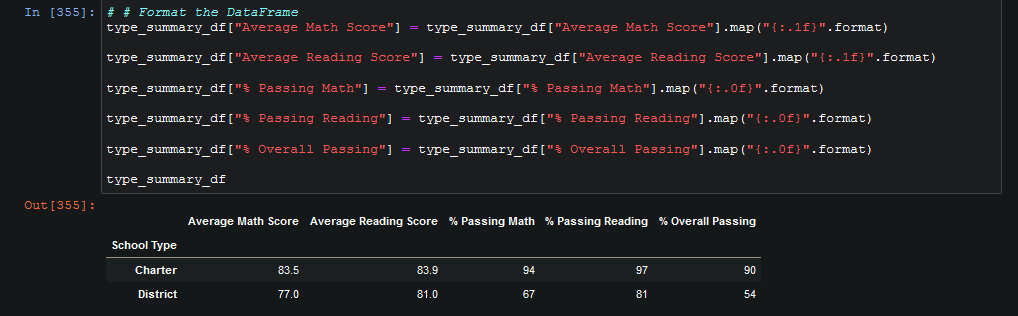 In [355]: # # Format the DataFrame
type_summary_df["Average Math Score"] = type_summary_df["Average Math Score"].map("{:.1f}".format)
type_summary_df["Average Reading Score"] = type_summary_df["Average Reading Score"].map("{:.1f}".format)
type_summary_df["% Passing Math"] = type_summary_df["% Passing Math"].map("{:.0f}".format)
type_summary_df["% Passing Reading"] = type_summary_df["% Passing Reading"].map("{:.0f}".format)
type_summary_df["% Overall Passing"] = type_summary_df["% Overall Passing"].map("{:.0f}".format)
type_summary_df
Out[355]:
Average Math Score Average Reading Score % Passing Math % Passing Reading % Overall Passing
School Type
Charter 83.5 83.9 94 97 90
District 77.0 81.0 67 81 54